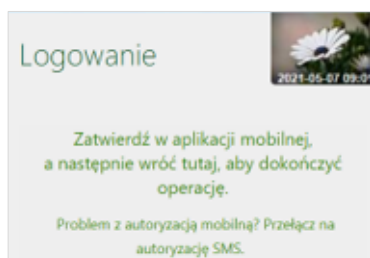 Logowanie
2021-05-07 09:0
Zatwierdź w aplikacji mobilnej,
a następnie wróć tutaj, aby dokończyć
operację.
Problem z autoryzacją mobilną? Przełącz na
autoryzację SMS.